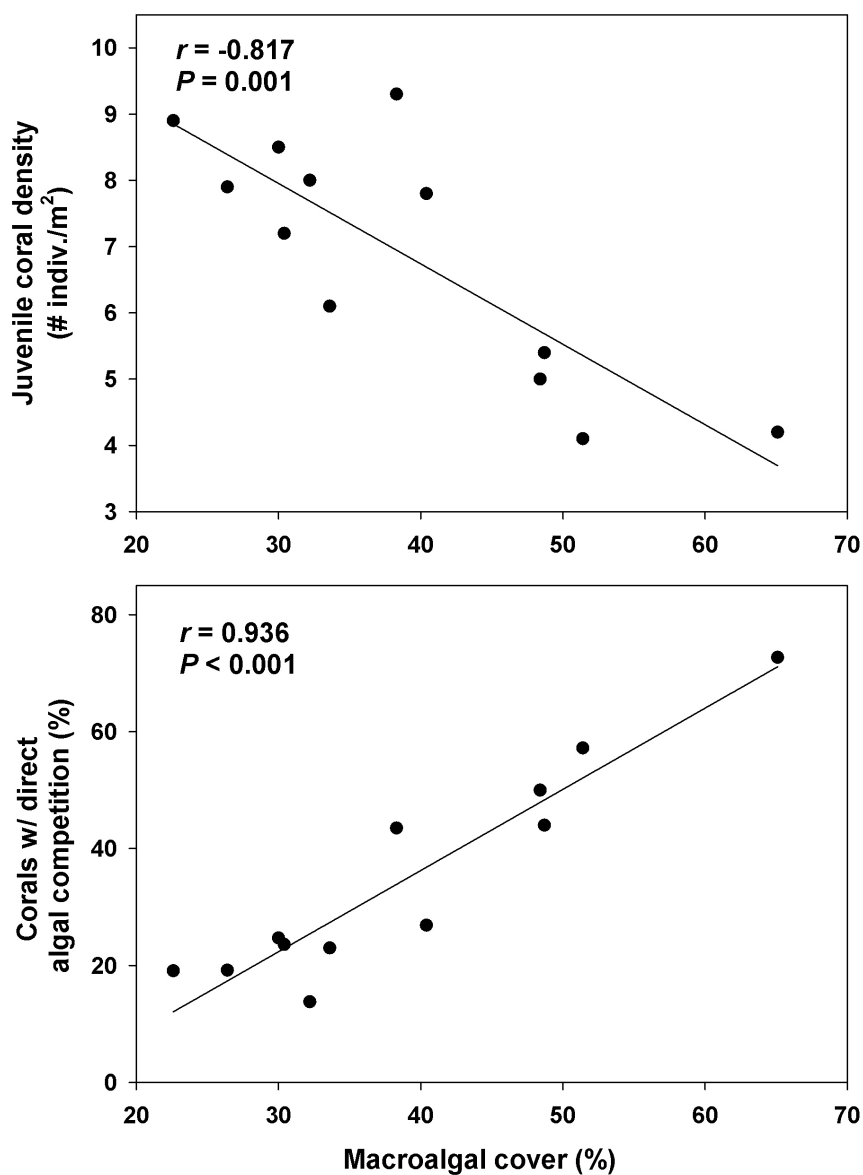 r = -0.817
P = 0.001
10
9
8
7
6
5
4
3
Juvenile coral density
(# indiv./m²)
20 30 40 50 60 70
r = 0.936
P < 0.001
80
60
40
20
0
Corals w/ direct
algal competition (%)
20 30 40 50 60 70
Macroalgal cover (%)